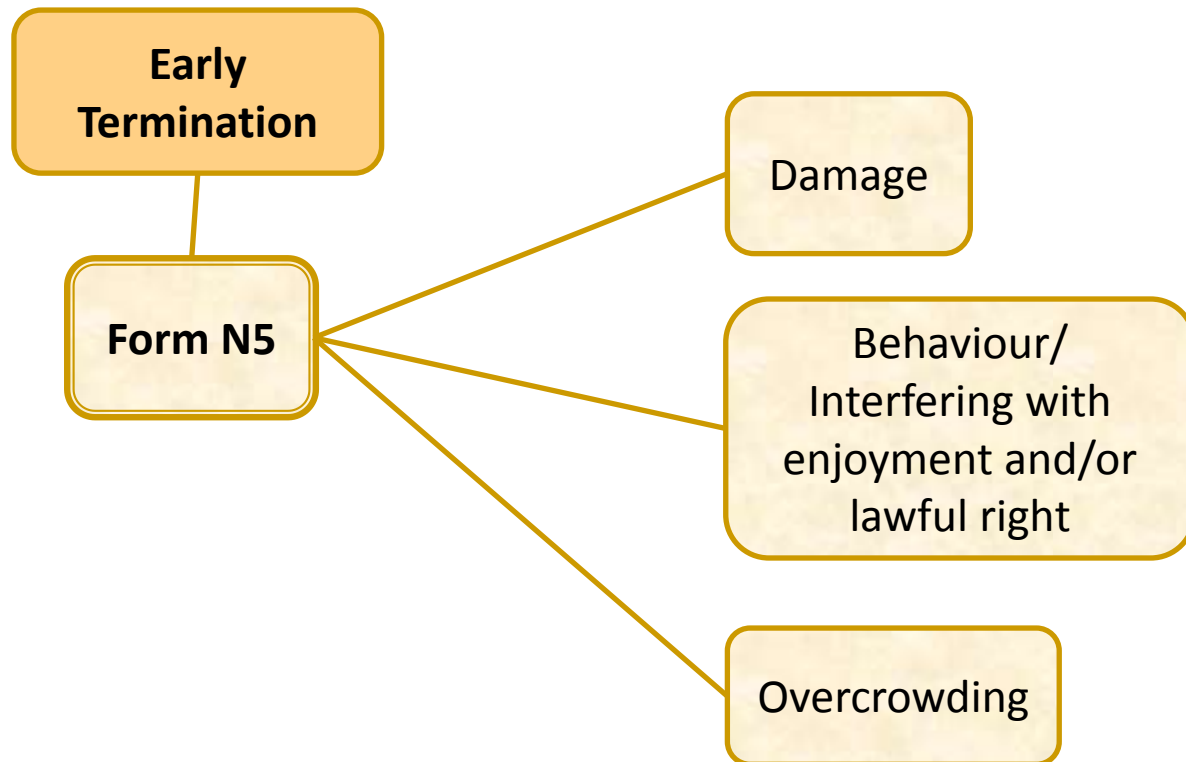 Early
Termination
Form N5
Damage
Behaviour/
Interfering with
enjoyment and/or
lawful right
Overcrowding